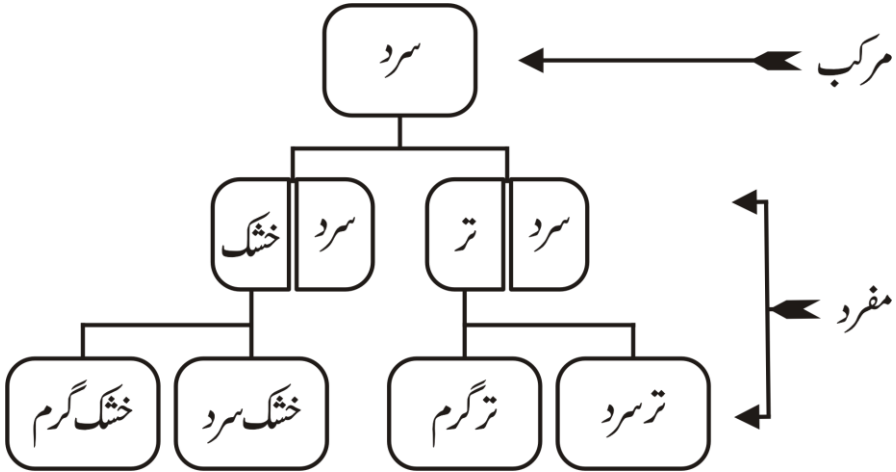 سرد
مرکب
سرد تر
سرد خشک
مفرد
تر سرد
تر گرم
خشک سرد
خشک گرم